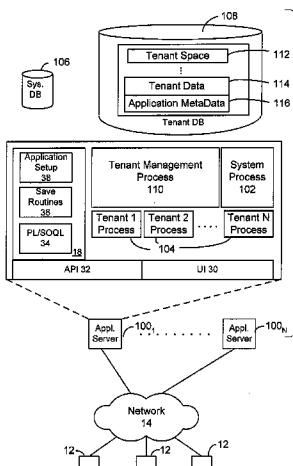 108
106
Sys.
DB
Tenant Space
112
Tenant Data
114
Application MetaData
116
Tenant DB
Application
Setup
38
Save
Routines
36
PL/SOQL
34
18
Tenant Management
Process
110
System
Process
102
Tenant 1
Process
Tenant 2
Process
Tenant N
Process
104
API 32
UI 30
Appl.
Server
100₁
Appl.
Server
100N
Network
14
12
12
12